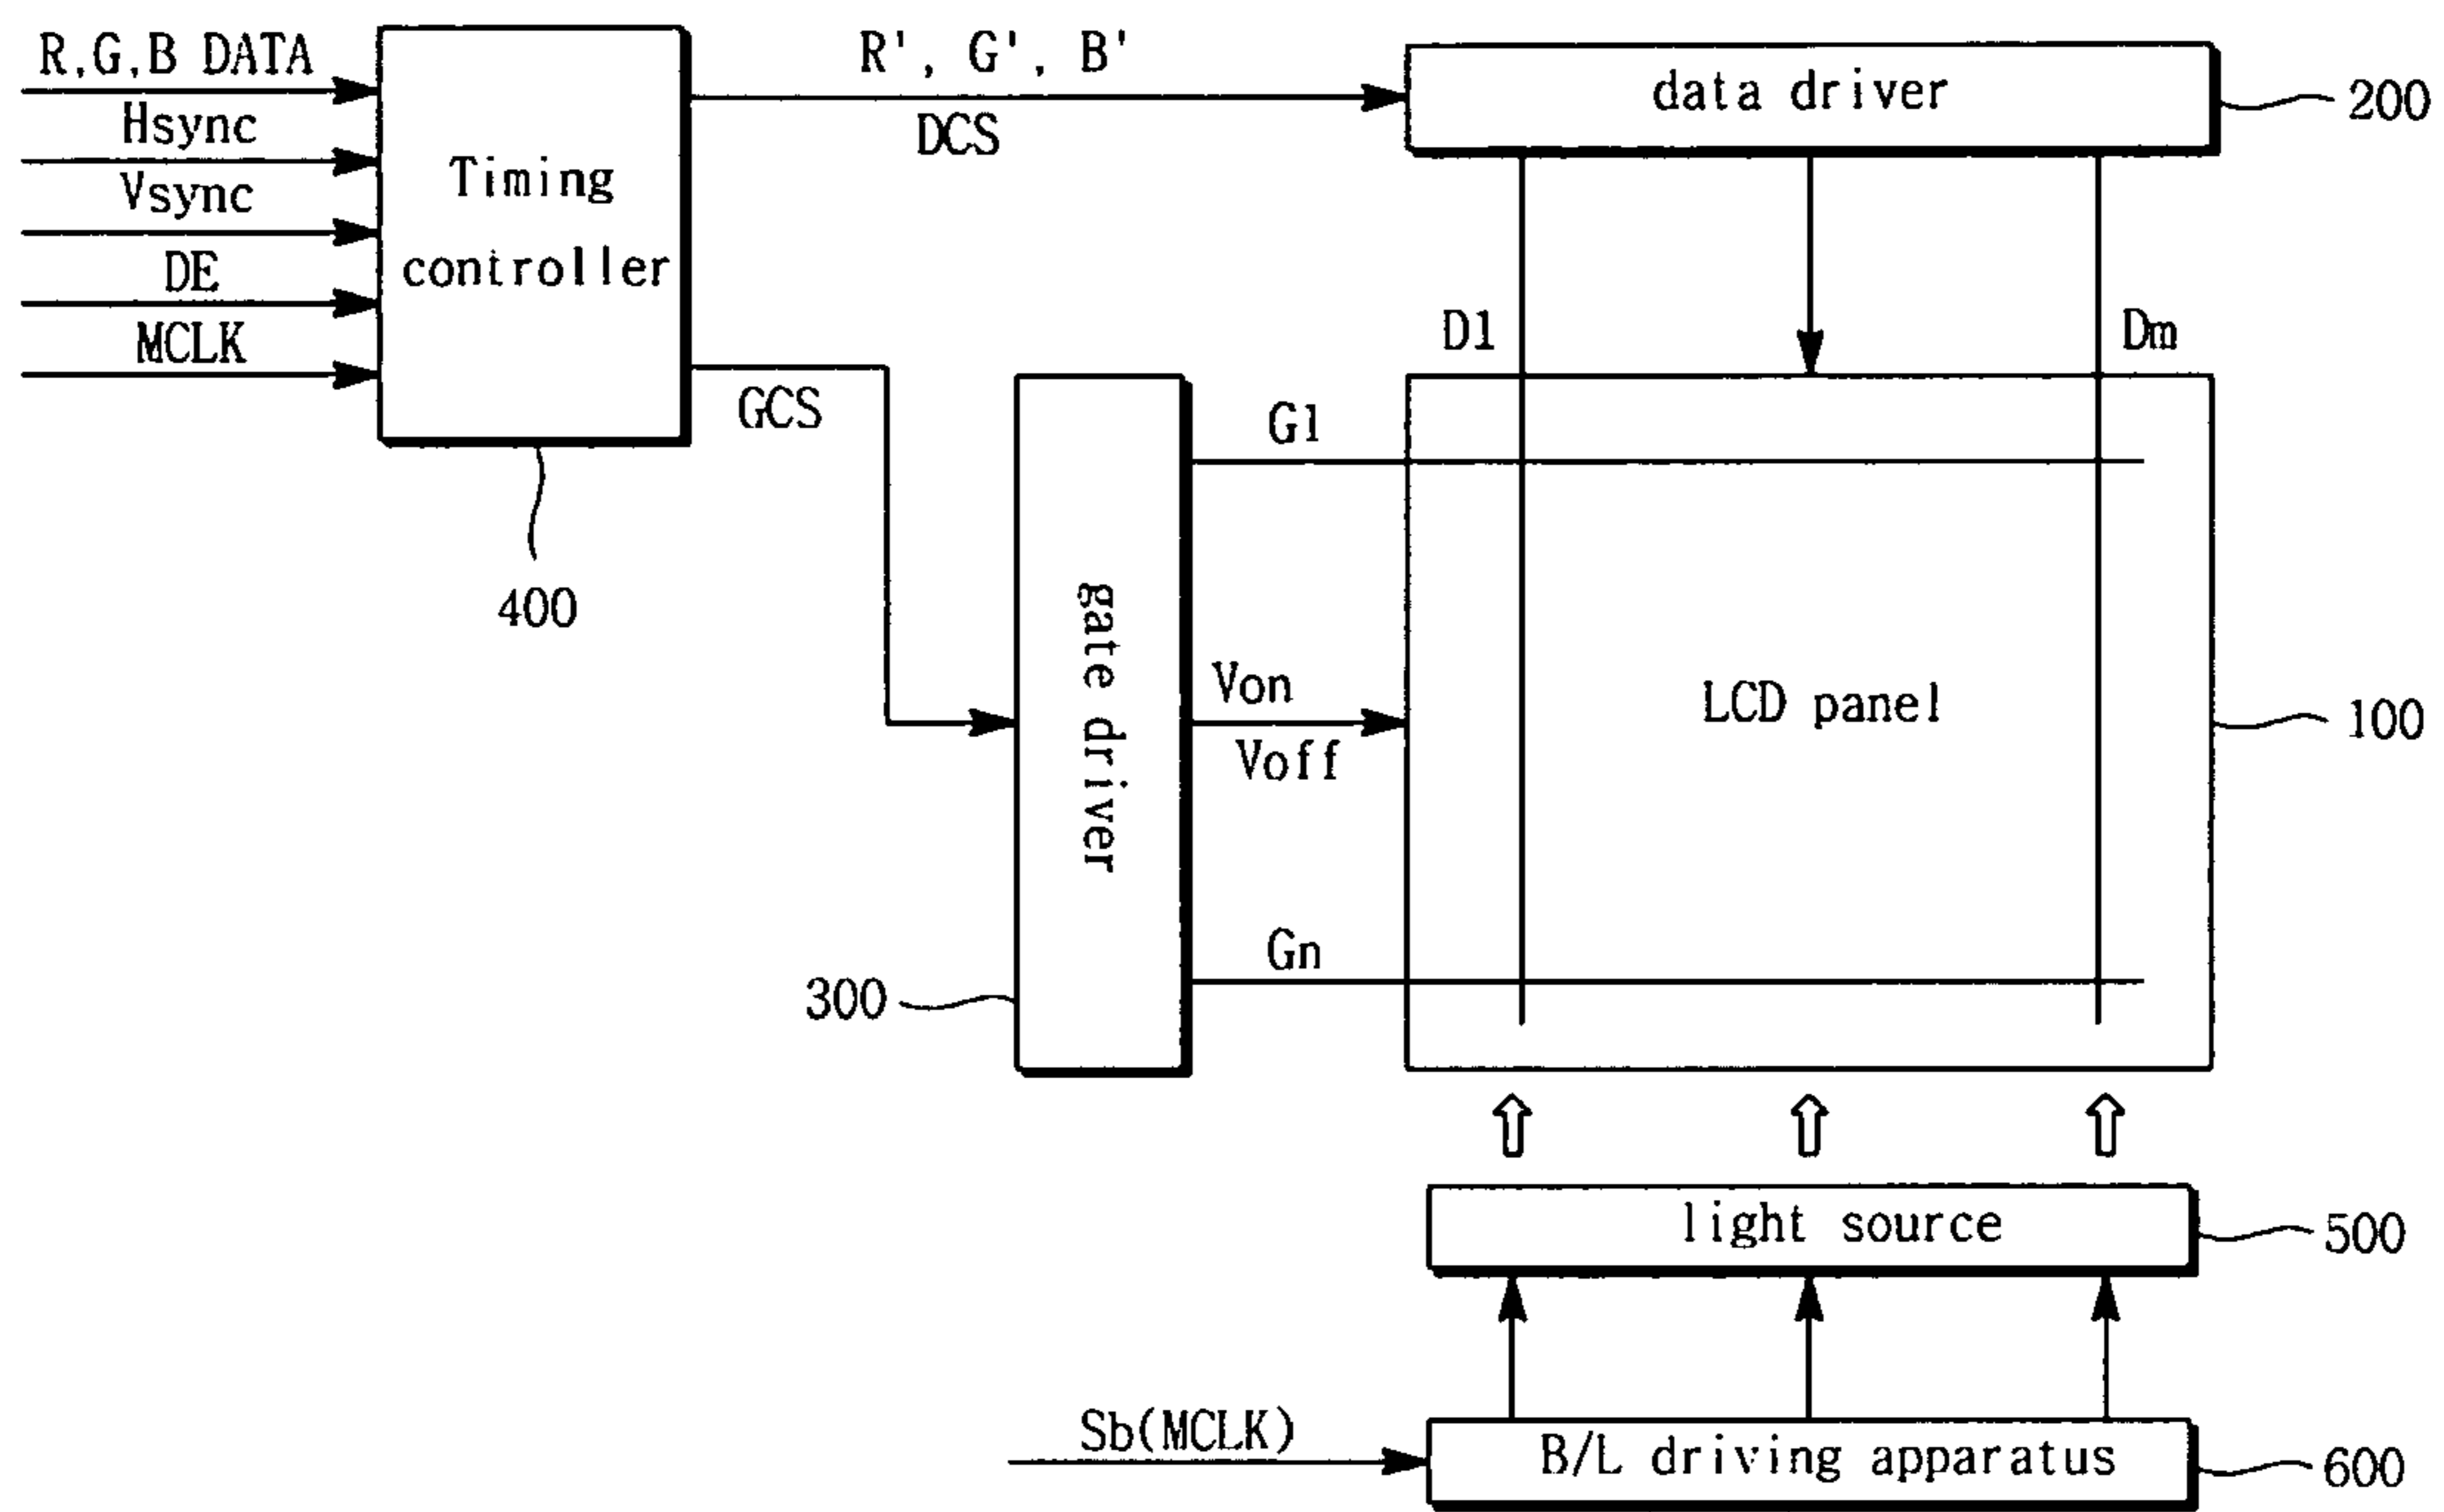 R,G,B DATA
Hsync
Vsync
DE
MCLK
Timing
controller
400
R', G', B'
DCS
GCS
data driver
200
D1
Dm
gate driver
300
G1
Von
Voff
Gn
LCD panel
100
light source
500
Sb(MCLK)
B/L driving apparatus
600